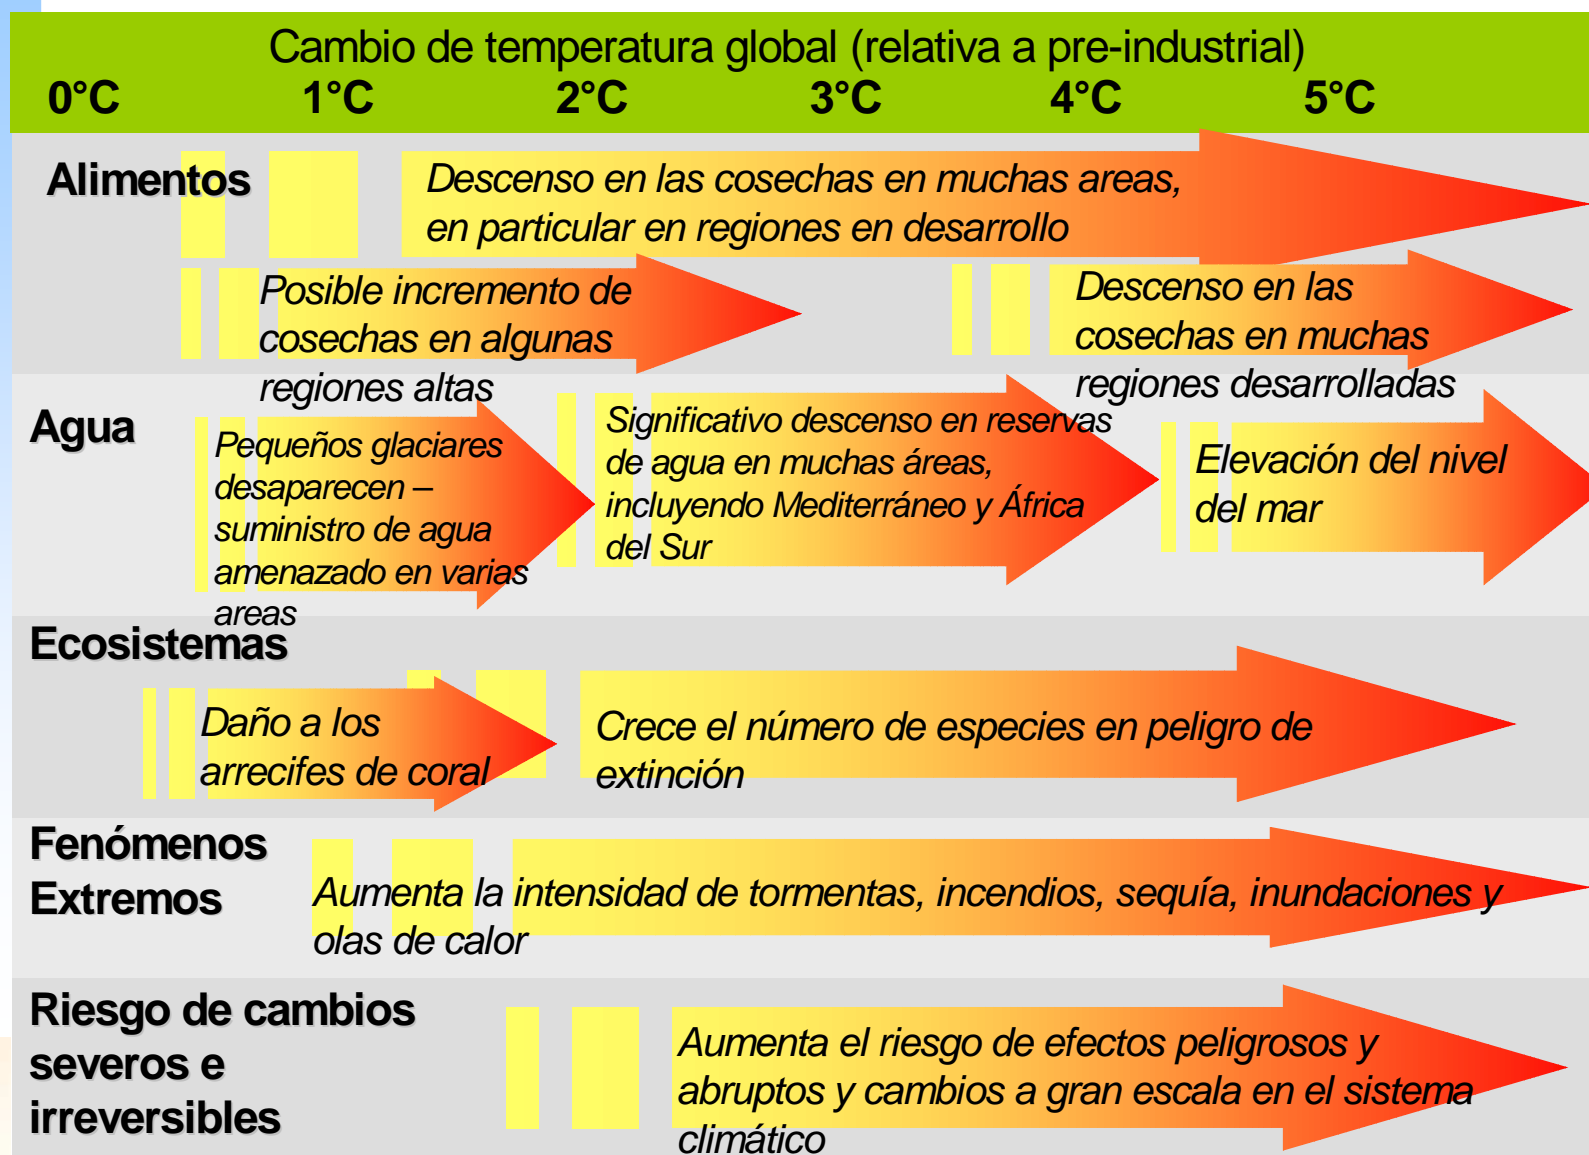 Cambio de temperatura global (relativa a pre-industrial)
0°C 1°C 2°C 3°C 4°C 5°C
Alimentos
Descenso en las cosechas en muchas areas,
en particular en regiones en desarrollo
Posible incremento de
cosechas en algunas
regiones altas
Descenso en las
cosechas en muchas
regiones desarrolladas
Agua
Pequeños glaciares
desaparecen –
suministro de agua
amenazado en varias
areas
Significativo descenso en reservas
de agua en muchas áreas,
incluyendo Mediterráneo y África
del Sur
Elevación del nivel
del mar
Ecosistemas
Daño a los
arrecifes de coral
Crece el número de especies en peligro de
extinción
Fenómenos
Extremos
Aumenta la intensidad de tormentas, incendios, sequía, inundaciones y
olas de calor
Riesgo de cambios
severos e
irreversibles
Aumenta el riesgo de efectos peligrosos y
abruptos y cambios a gran escala en el sistema
climático